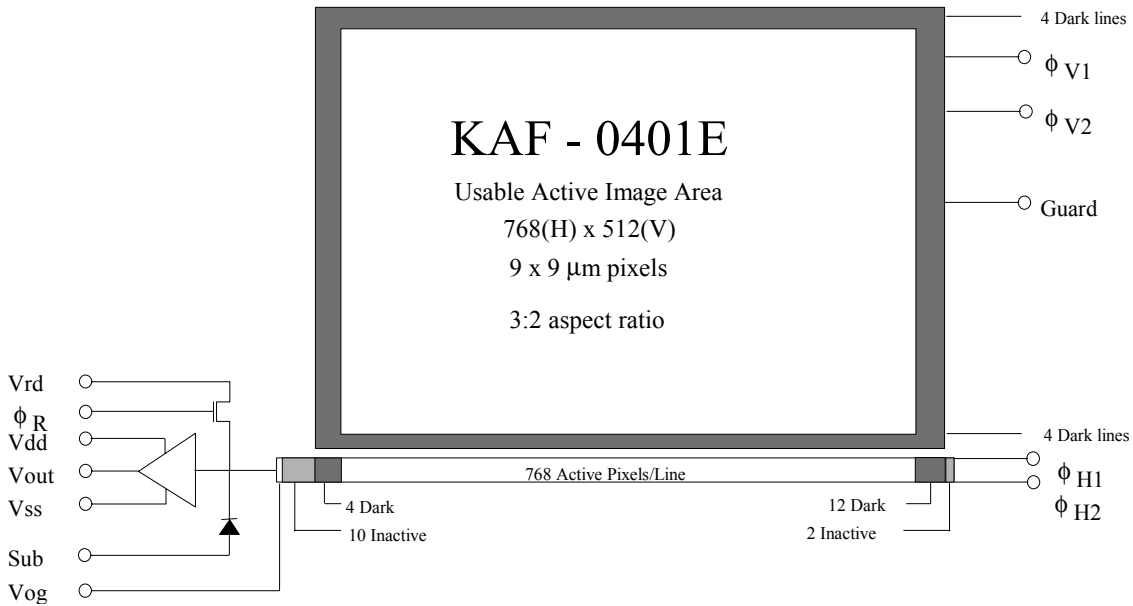 4 Dark lines
ϕ V1
ϕ V2
KAF - 0401E
Usable Active Image Area
768(H) x 512(V)
9 x 9 μm pixels
3:2 aspect ratio
Guard
Vrd
ϕ R
Vdd
Vout
Vss
Sub
Vog
4 Dark lines
768 Active Pixels/Line
ϕ H1
ϕ H2
4 Dark
10 Inactive
12 Dark
2 Inactive